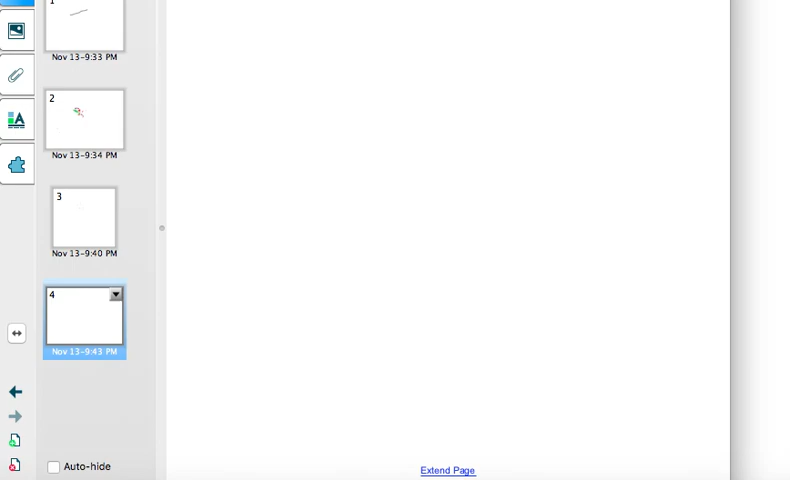 1
Nov 13-9:33 PM
2
Nov 13-9:34 PM
3
Nov 13-9:40 PM
4
Nov 13-9:43 PM
Auto-hide
Extend Page